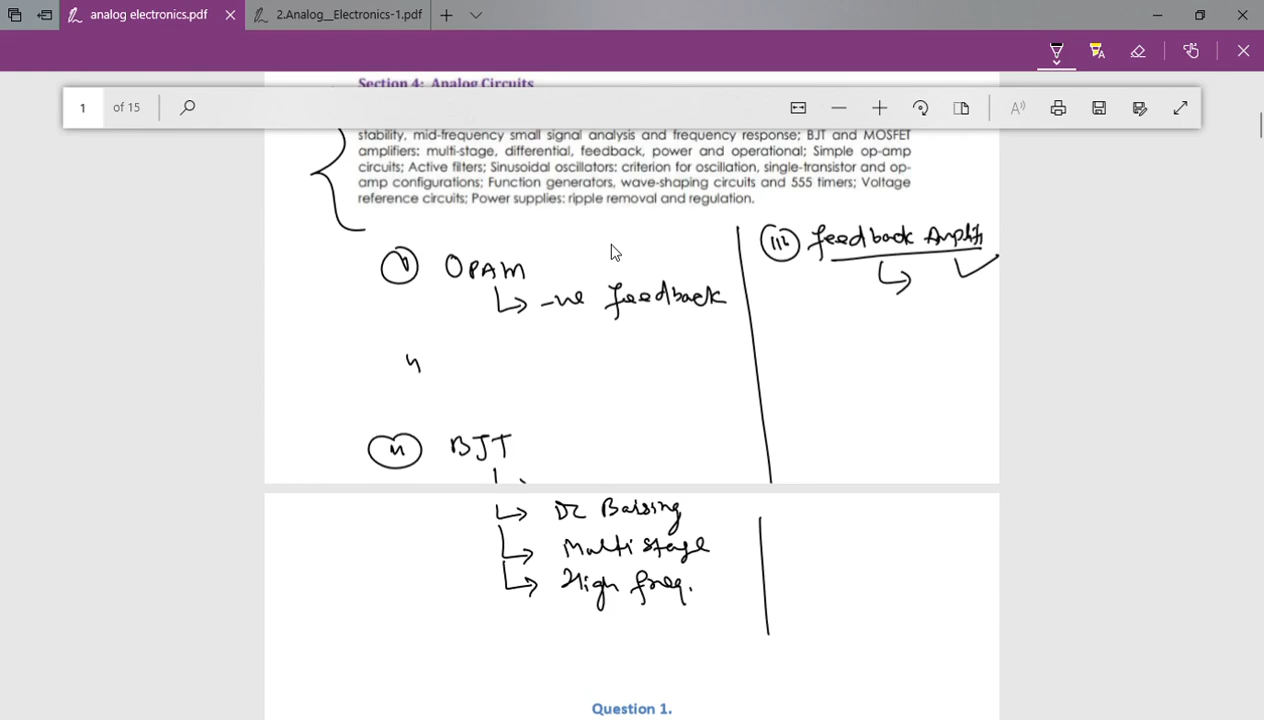 analog electronics.pdf
2.Analog__Electronics-1.pdf
Section 4: Analog Circuits
1 of 15
stability, mid-frequency small signal analysis and frequency response; BJT and MOSFET
amplifiers: multi-stage, differential, feedback, power and operational; Simple op-amp
circuits; Active filters; Sinusoidal oscillators: criterion for oscillation, single-transistor and op-
amp configurations; Function generators, wave-shaping circuits and 555 timers; Voltage
reference circuits; Power supplies: ripple removal and regulation.
OPAM
-ve feedback
II BJT
DC Baising
Multi stage
High freq.
III feedback Amplifi
Question 1.